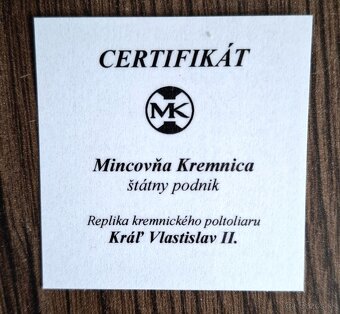 CERTIFIKÁT
MK
Mincovňa Kremnica
štátny podnik
Replika kremnického poltoliaru
Kráľ Vlastislav II.